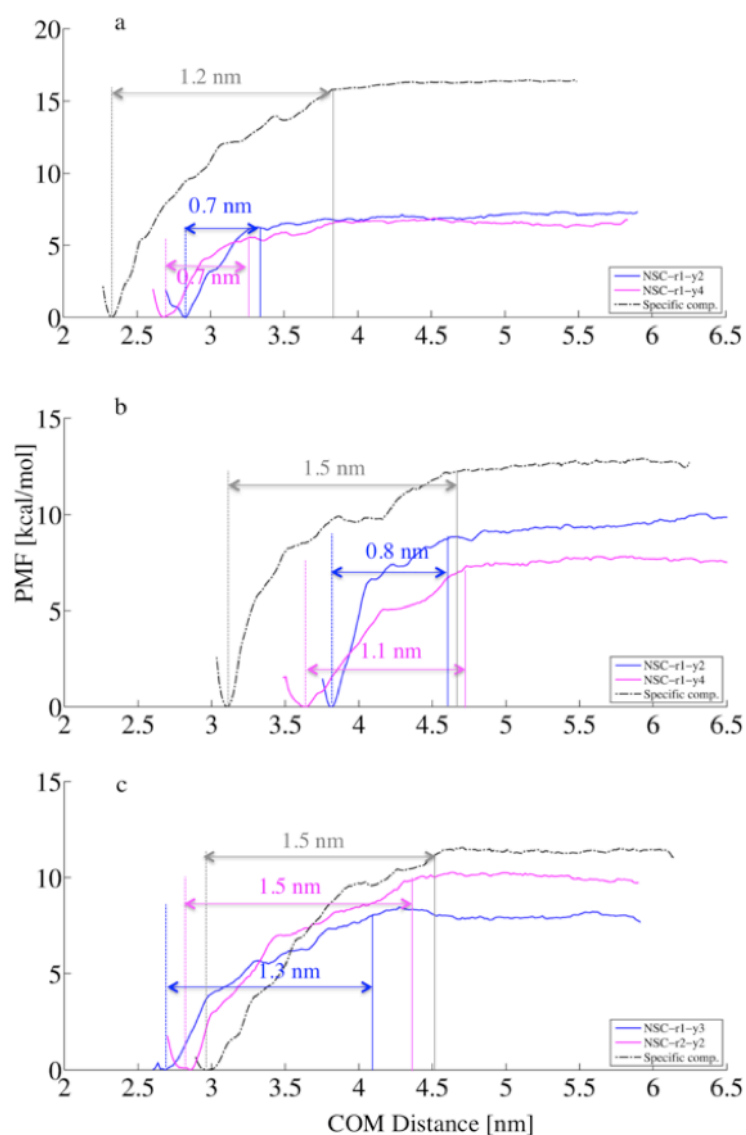 a
20
15
10
5
0
1.2 nm
0.7 nm
0.7 nm
NSC-r1-y2
NSC-r1-y4
Specific comp.
2 2.5 3 3.5 4 4.5 5 5.5 6 6.5
b
PMF [kcal/mol]
15
10
5
0
1.5 nm
0.8 nm
1.1 nm
NSC-r1-y2
NSC-r1-y4
Specific comp.
2 2.5 3 3.5 4 4.5 5 5.5 6 6.5
c
15
10
5
0
1.5 nm
1.5 nm
1.3 nm
NSC-r1-y3
NSC-r2-y2
Specific comp.
2 2.5 3 3.5 4 4.5 5 5.5 6 6.5
COM Distance [nm]